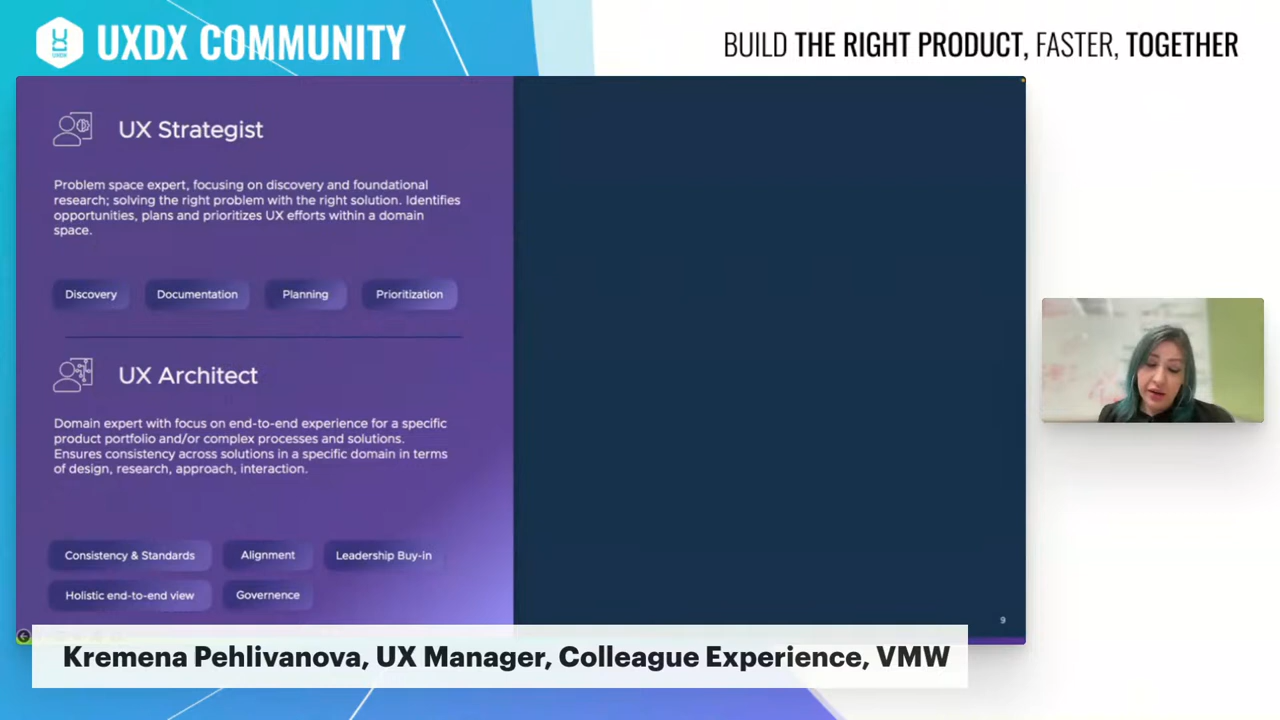 UXDX COMMUNITY
BUILD THE RIGHT PRODUCT, FASTER, TOGETHER
UX Strategist
Problem space expert, focusing on discovery and foundational
research; solving the right problem with the right solution. Identifies
opportunities, plans and prioritizes UX efforts within a domain
space.
Discovery
Documentation
Planning
Prioritization
UX Architect
Domain expert with focus on end-to-end experience for a specific
product portfolio and/or complex processes and solutions.
Ensures consistency across solutions in a specific domain in terms
of design, research, approach, interaction.
Consistency & Standards
Alignment
Leadership Buy-in
Holistic end-to-end view
Governence
9
Kremena Pehlivanova, UX Manager, Colleague Experience, VMW